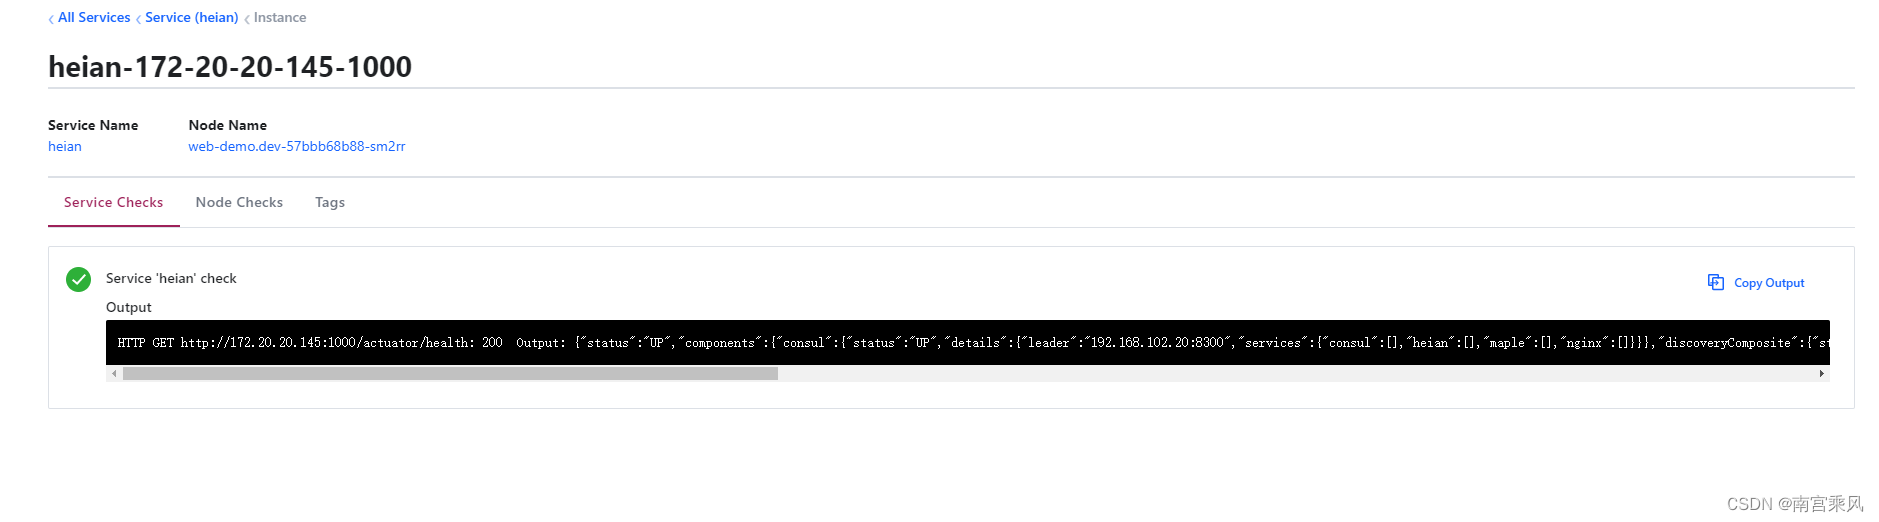 All Services Service (heian) Instance
heian-172-20-20-145-1000
Service Name Node Name
heian web-demo.dev-57bbb68b88-sm2rr
Service Checks Node Checks Tags
Service 'heian' check
Copy Output
Output
HTTP GET http://172.20.20.145:1000/actuator/health: 200 Output: {"status":"UP","components":{"consul":{"status":"UP","details":{"leader":"192.168.102.20:8300","services":{"consul":[],"heian":[],"maple":[],"nginx":[]}}},"discoveryComposite":{"st
CSDN @南宫乘风